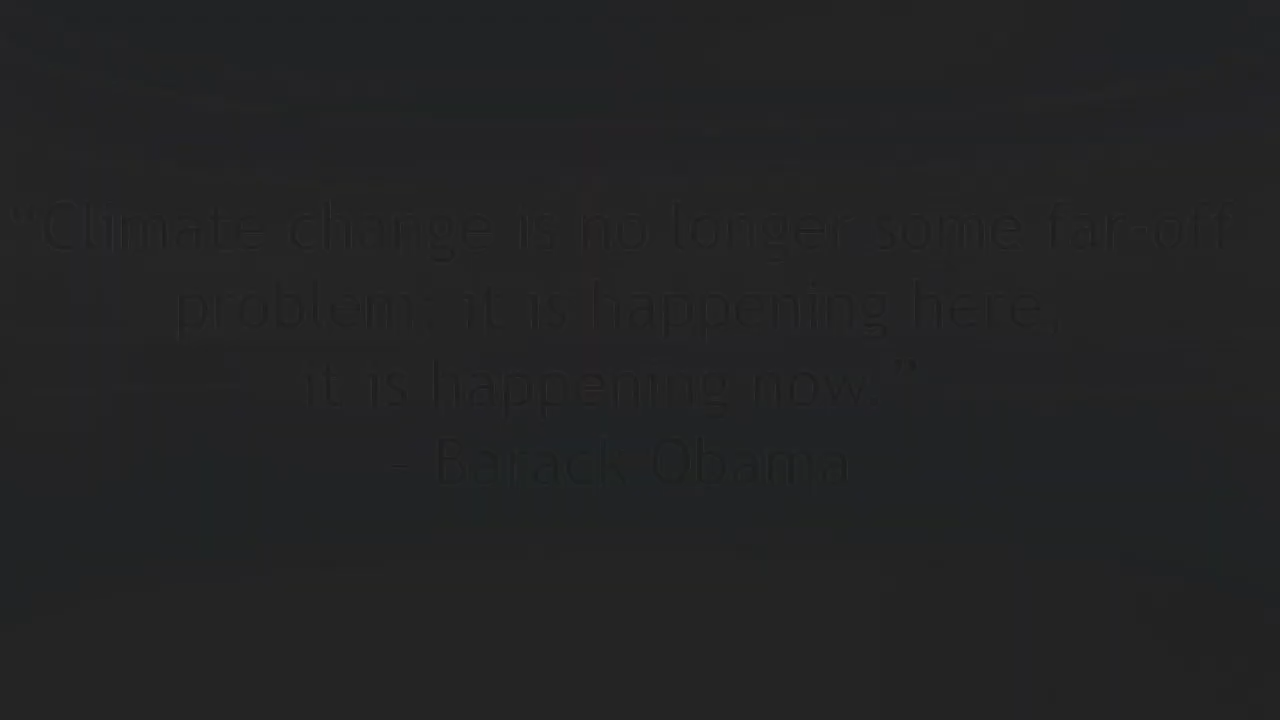 “Climate change is no longer some far-off
problem; it is happening here,
it is happening now.”
- Barack Obama